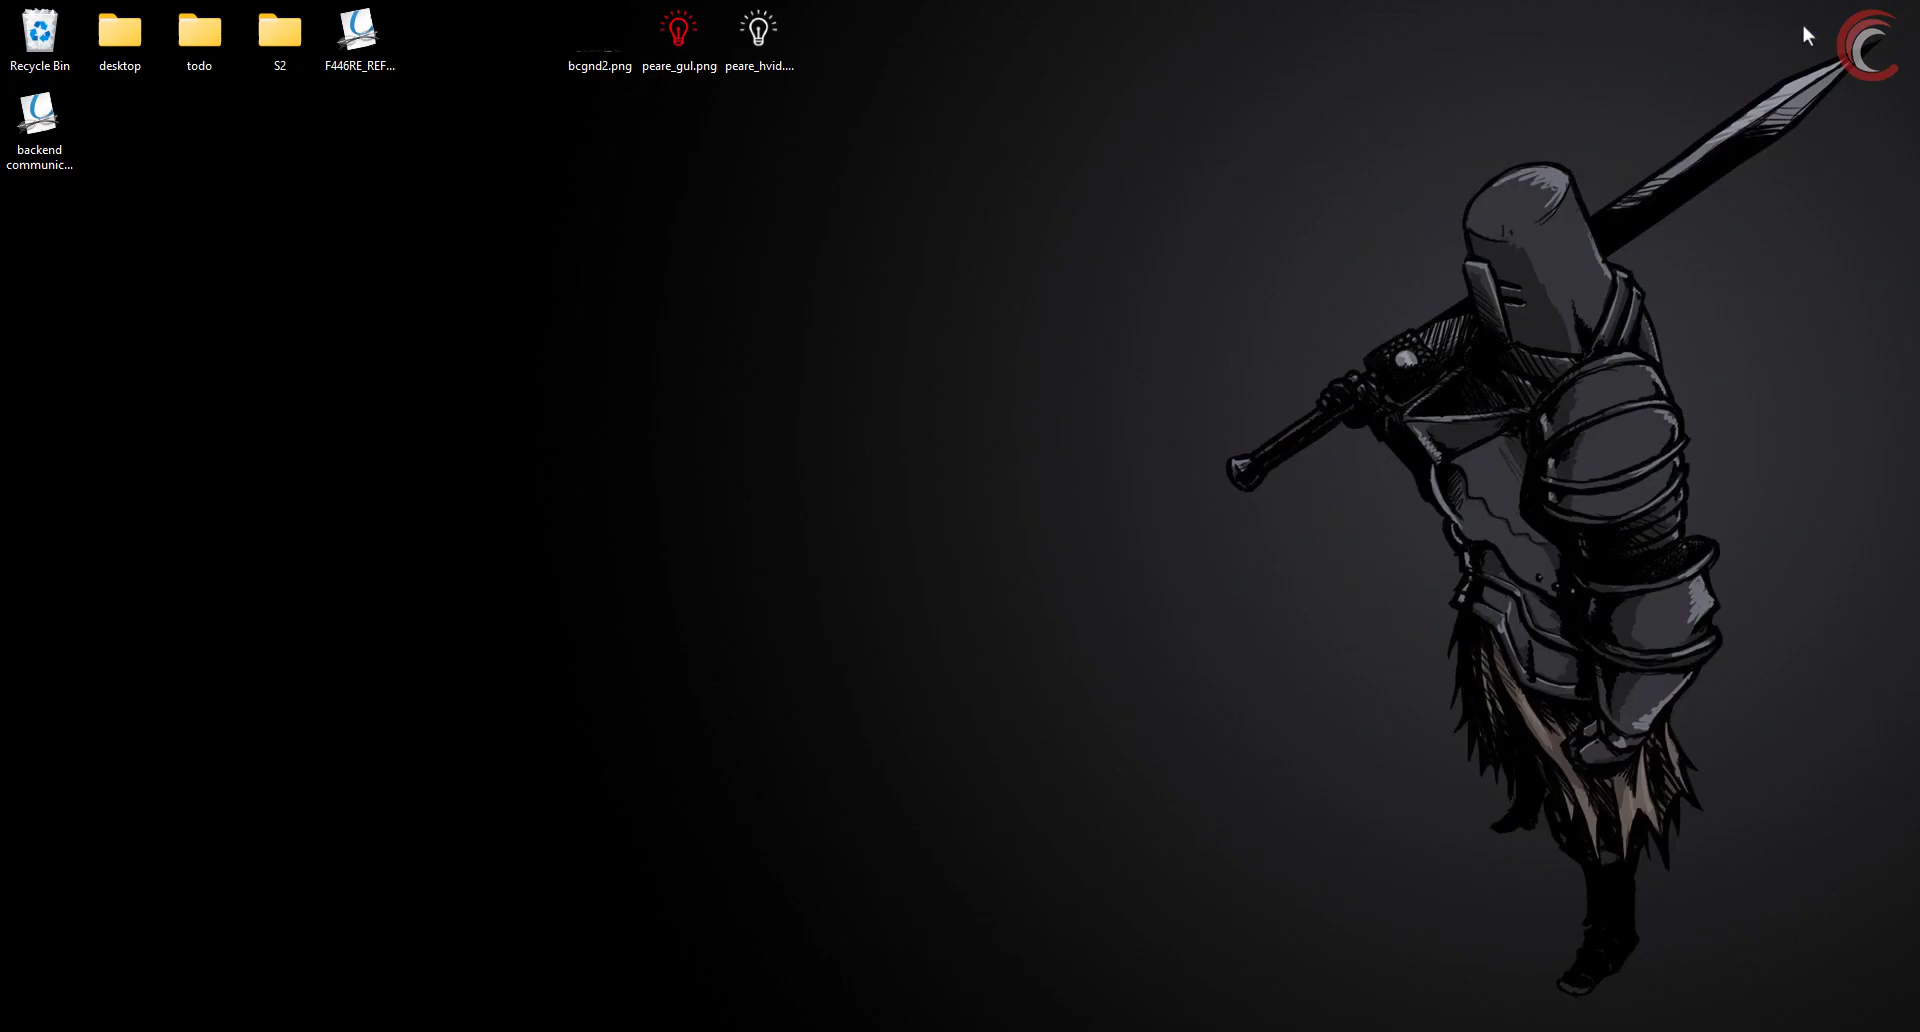 Recycle Bin
desktop
todo
S2
F446RE_REF...
bcgnd2.png
peare_gul.png
peare_hvid....
backend
communic...